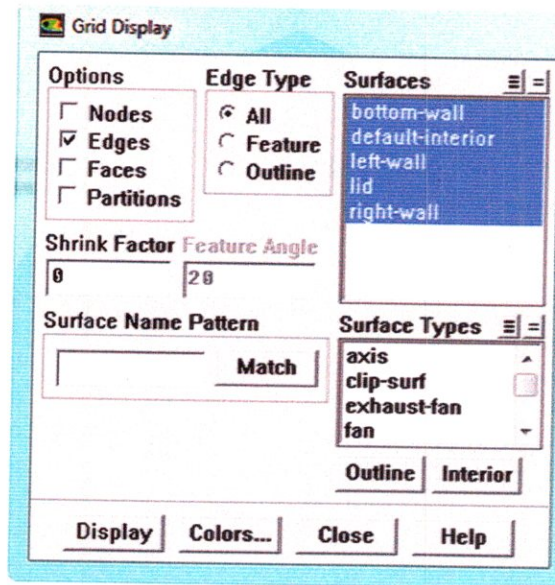 Grid Display
Options
Nodes
Edges
Faces
Partitions
Edge Type
All
Feature
Outline
Surfaces
bottom-wall
default-interior
left-wall
lid
right-wall
Shrink Factor
0
Feature Angle
20
Surface Name Pattern
Match
Surface Types
axis
clip-surf
exhaust-fan
fan
Outline Interior
Display Colors... Close Help